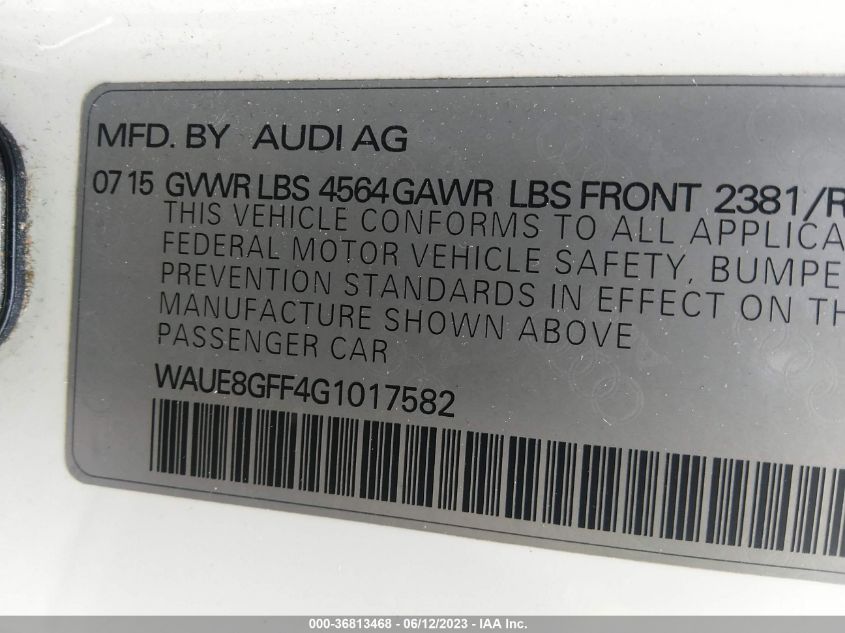 MFD. BY AUDI AG
07 15 GVWR LBS 4564 GAWR LBS FRONT 2381/R
THIS VEHICLE CONFORMS TO ALL APPLICA
FEDERAL MOTOR VEHICLE SAFETY, BUMPE
PREVENTION STANDARDS IN EFFECT ON TH
MANUFACTURE SHOWN ABOVE
PASSENGER CAR
WAUE8GFF4G1017582
000-36813468 - 06/12/2023 - IAA Inc.